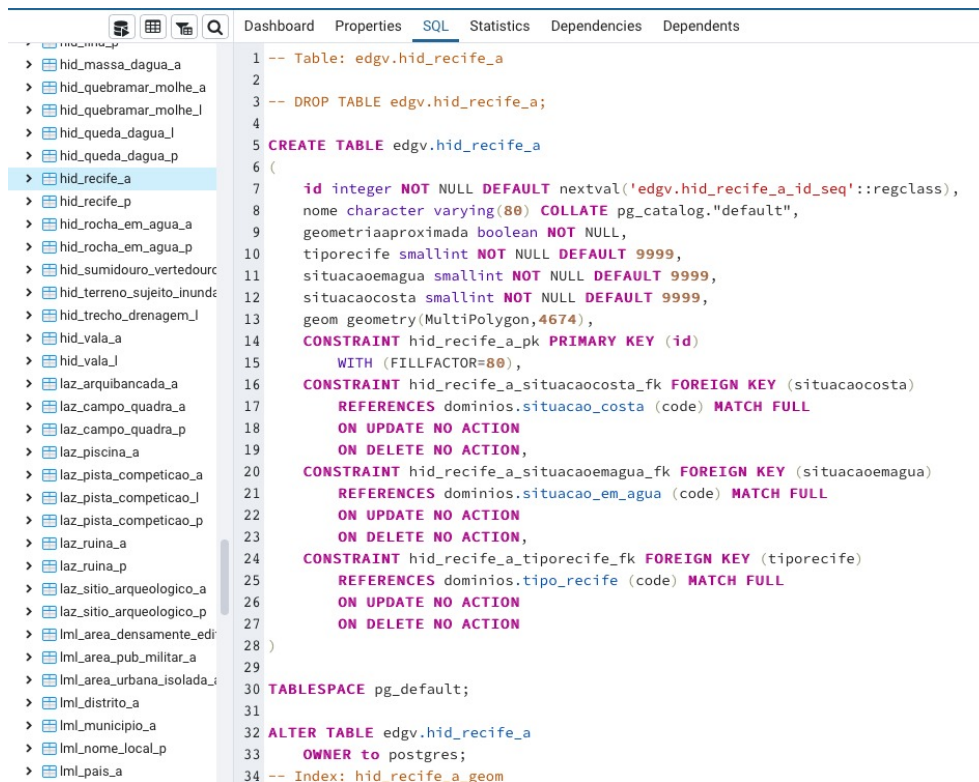 Dashboard Properties SQL Statistics Dependencies Dependents
hid_massa_dagua_a
hid_quebramar_molhe_a
hid_quebramar_molhe_l
hid_queda_dagua_l
hid_queda_dagua_p
hid_recife_a
hid_recife_p
hid_rocha_em_agua_a
hid_rocha_em_agua_p
hid_sumidouro_vertedouro
hid_terreno_sujeito_inunda
hid_trecho_drenagem_l
hid_vala_a
hid_vala_l
laz_arquibancada_a
laz_campo_quadra_a
laz_campo_quadra_p
laz_piscina_a
laz_pista_competicao_a
laz_pista_competicao_l
laz_pista_competicao_p
laz_ruina_a
laz_ruina_p
laz_sitio_arqueologico_a
laz_sitio_arqueologico_p
lml_area_densamente_edi
lml_area_pub_militar_a
lml_area_urbana_isolada_a
lml_distrito_a
lml_municipio_a
lml_nome_local_p
lml_pais_a
1 -- Table: edgv.hid_recife_a
2
3 -- DROP TABLE edgv.hid_recife_a;
4
5 CREATE TABLE edgv.hid_recife_a
6 (
7 id integer NOT NULL DEFAULT nextval('edgv.hid_recife_a_id_seq'::regclass),
8 nome character varying(80) COLLATE pg_catalog."default",
9 geometriaaproximada boolean NOT NULL,
10 tiporecife smallint NOT NULL DEFAULT 9999,
11 situacaoemagua smallint NOT NULL DEFAULT 9999,
12 situacaocosta smallint NOT NULL DEFAULT 9999,
13 geom geometry(MultiPolygon,4674),
14 CONSTRAINT hid_recife_a_pk PRIMARY KEY (id)
15 WITH (FILLFACTOR=80),
16 CONSTRAINT hid_recife_a_situacaocosta_fk FOREIGN KEY (situacaocosta)
17 REFERENCES dominios.situacao_costa (code) MATCH FULL
18 ON UPDATE NO ACTION
19 ON DELETE NO ACTION,
20 CONSTRAINT hid_recife_a_situacaoemagua_fk FOREIGN KEY (situacaoemagua)
21 REFERENCES dominios.situacao_em_agua (code) MATCH FULL
22 ON UPDATE NO ACTION
23 ON DELETE NO ACTION,
24 CONSTRAINT hid_recife_a_tiporecife_fk FOREIGN KEY (tiporecife)
25 REFERENCES dominios.tipo_recife (code) MATCH FULL
26 ON UPDATE NO ACTION
27 ON DELETE NO ACTION
28 )
29
30 TABLESPACE pg_default;
31
32 ALTER TABLE edgv.hid_recife_a
33 OWNER to postgres;
34 -- Index: hid_recife_a_geom